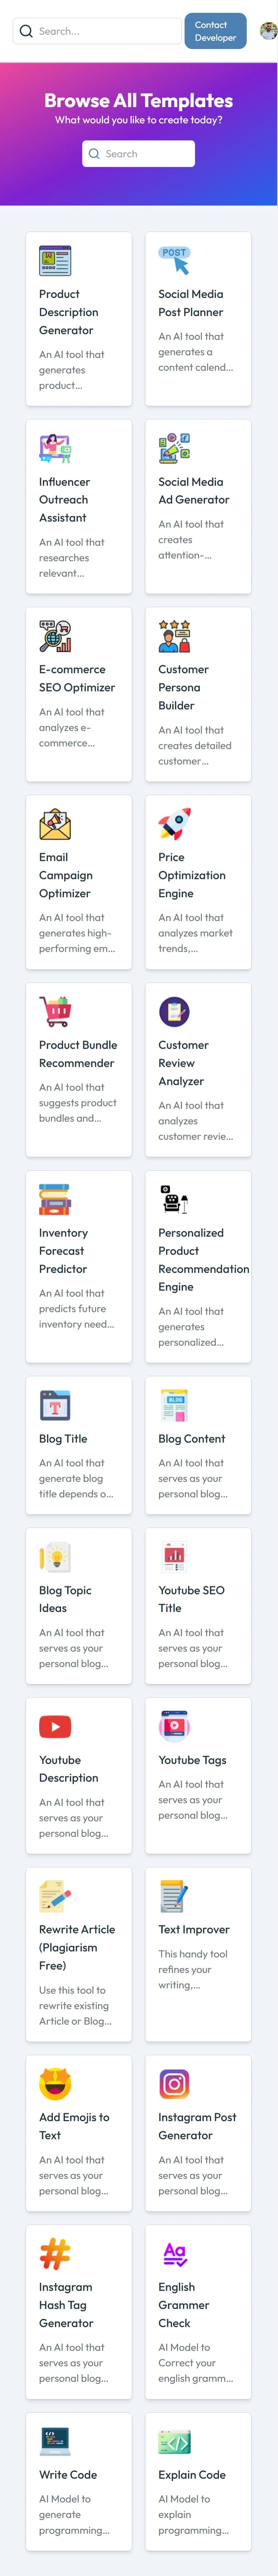 Search...
Contact
Developer
Browse All Templates
What would you like to create today?
Search
Product
Description
Generator
An AI tool that
generates
product...
POST
Social Media
Post Planner
An AI tool that
generates a
content calend...
Influencer
Outreach
Assistant
An AI tool that
researches
relevant...
Social Media
Ad Generator
An AI tool that
creates
attention-...
E-commerce
SEO Optimizer
An AI tool that
analyzes e-
commerce...
Customer
Persona
Builder
An AI tool that
creates detailed
customer...
Email
Campaign
Optimizer
An AI tool that
generates high-
performing em...
Price
Optimization
Engine
An AI tool that
analyzes market
trends,...
Product Bundle
Recommender
An AI tool that
suggests product
bundles and...
Customer
Review
Analyzer
An AI tool that
analyzes
customer revie...
Inventory
Forecast
Predictor
An AI tool that
predicts future
inventory need...
Personalized
Product
Recommendation
Engine
An AI tool that
generates
personalized...
T
Blog Title
An AI tool that
generate blog
title depends o...
BLOG
Blog Content
An AI tool that
serves as your
personal blog...
Blog Topic
Ideas
An AI tool that
serves as your
personal blog...
Youtube SEO
Title
An AI tool that
serves as your
personal blog...
Youtube
Description
An AI tool that
serves as your
personal blog...
Youtube Tags
An AI tool that
serves as your
personal blog...
Rewrite Article
(Plagiarism
Free)
Use this tool to
rewrite existing
Article or Blog...
Text Improver
This handy tool
refines your
writing,...
Add Emojis to
Text
An AI tool that
serves as your
personal blog...
Instagram Post
Generator
An AI tool that
serves as your
personal blog...
#
Instagram
Hash Tag
Generator
An AI tool that
serves as your
personal blog...
Aa
English
Grammer
Check
AI Model to
Correct your
english gramm...
</>
Write Code
AI Model to
generate
programming...
</>
Explain Code
AI Model to
explain
programming...